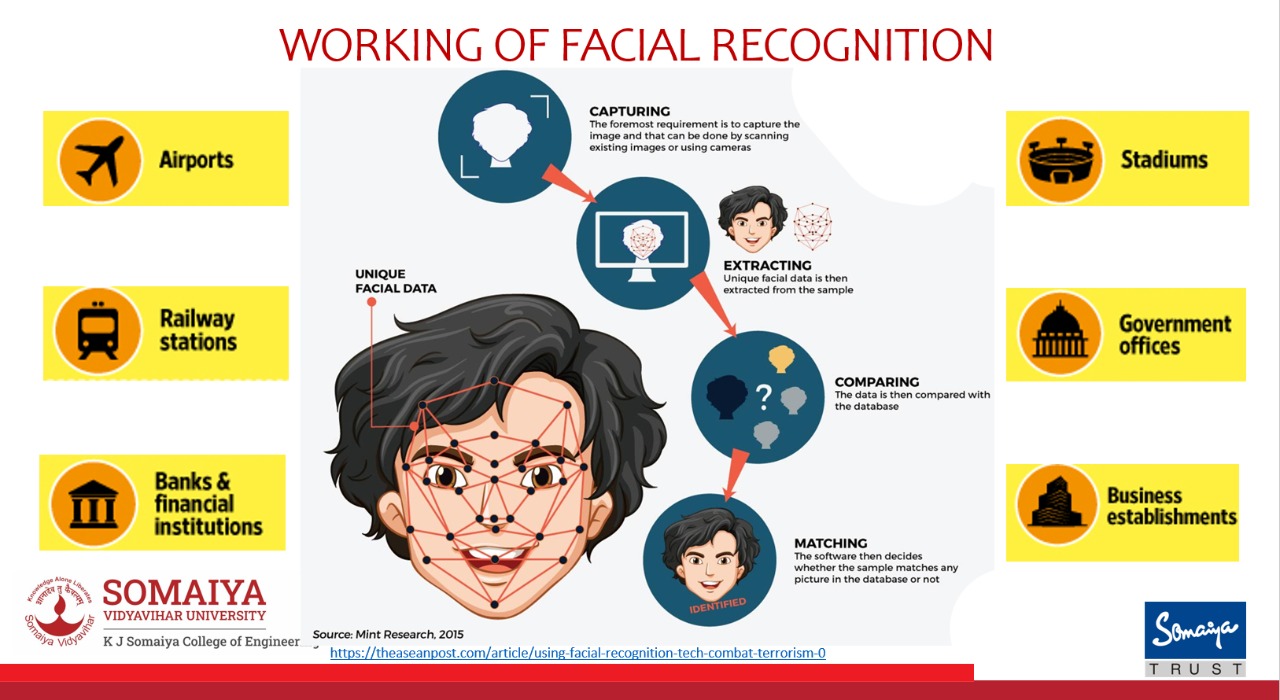 WORKING OF FACIAL RECOGNITION
Airports
Railway
stations
Banks &
financial
institutions
CAPTURING
The foremost requirement is to capture the
image and that can be done by scanning
existing images or using cameras
EXTRACTING
Unique facial data is then
extracted from the sample
UNIQUE
FACIAL DATA
COMPARING
The data is then compared with
the database
?
MATCHING
The software then decides
whether the sample matches any
picture in the database or not
IDENTIFIED
Stadiums
Government
offices
Business
establishments
Knowledge Alone Liberates
Somaiya Vidyavihar
SOMAIYA
VIDYAVIHAR UNIVERSITY
K J Somaiya College of Engineer
Source: Mint Research, 2015
https://theaseanpost.com/article/using-facial-recognition-tech-combat-terrorism-0
Somaiya
TRUST